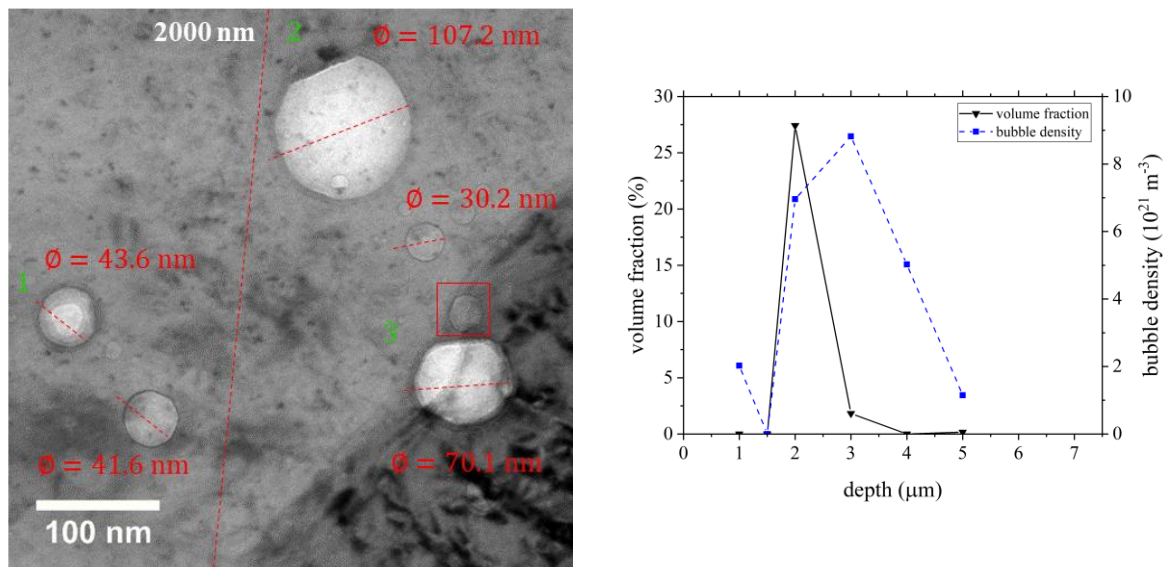 2000 nm
2
Ø = 107.2 nm
Ø = 30.2 nm
1
Ø = 43.6 nm
3
Ø = 41.6 nm
Ø = 70.1 nm
100 nm
volume fraction
bubble density
volume fraction (%)
30
25
20
15
10
5
0
bubble density (10²¹ m⁻³)
10
8
6
4
2
0
0 1 2 3 4 5 6 7
depth (μm)